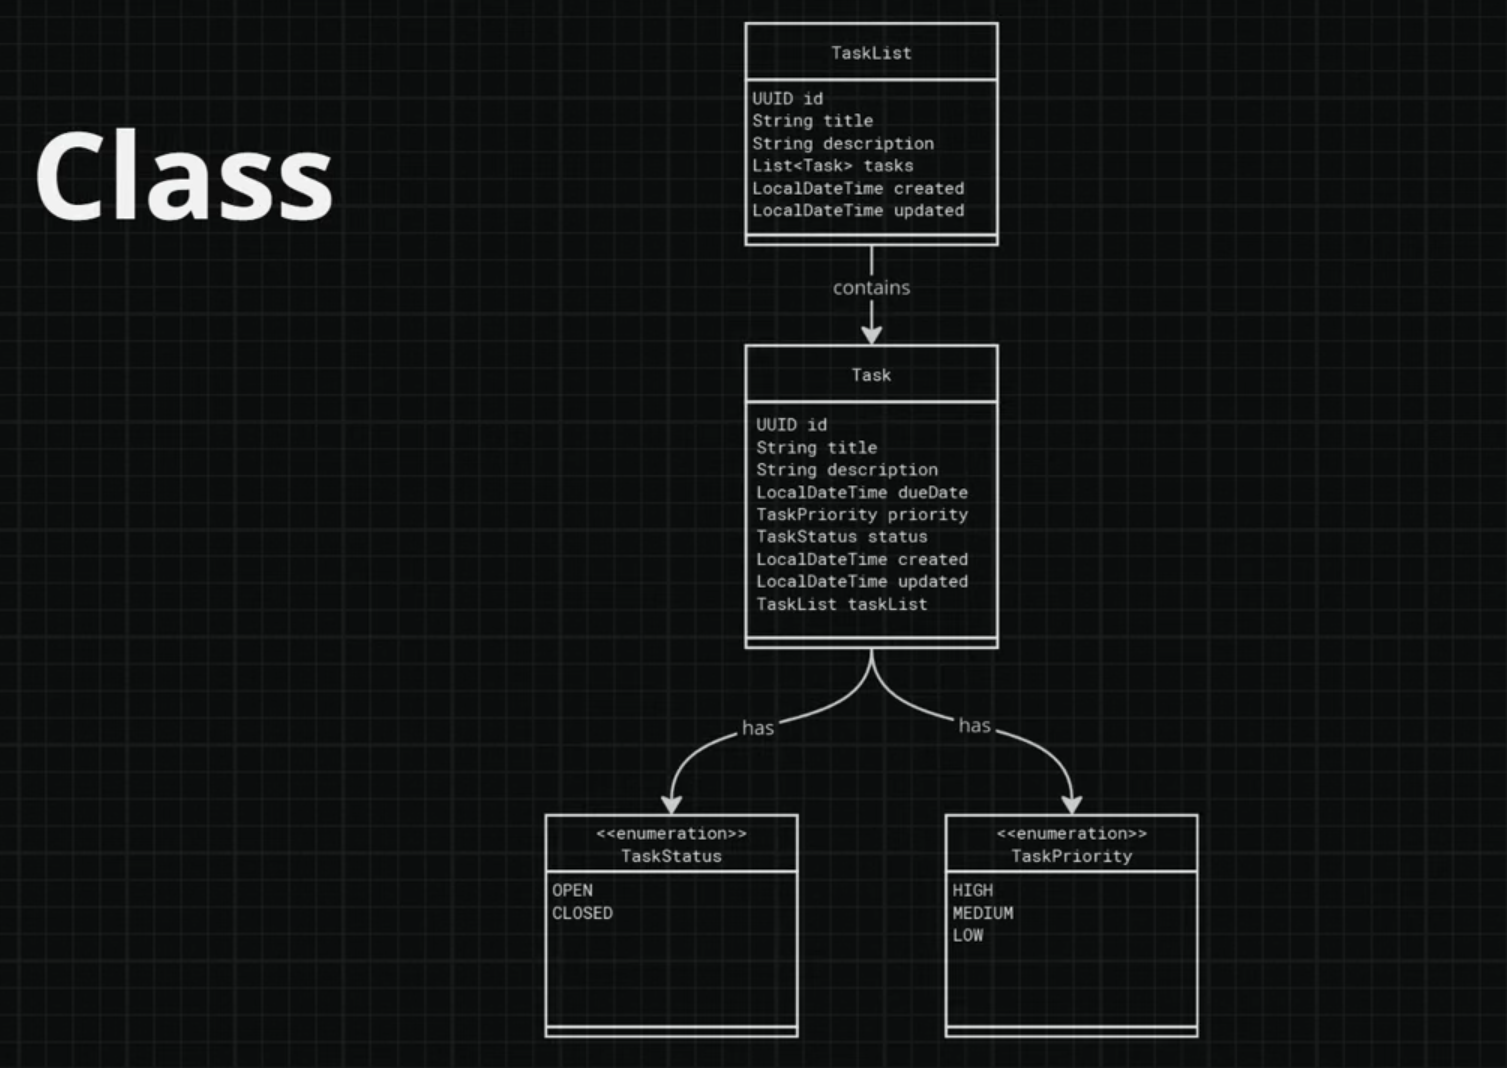 Class
TaskList
UUID id
String title
String description
List<Task> tasks
LocalDateTime created
LocalDateTime updated
contains
Task
UUID id
String title
String description
LocalDateTime dueDate
TaskPriority priority
TaskStatus status
LocalDateTime created
LocalDateTime updated
TaskList taskList
has
has
<<enumeration>>
TaskStatus
OPEN
CLOSED
<<enumeration>>
TaskPriority
HIGH
MEDIUM
LOW